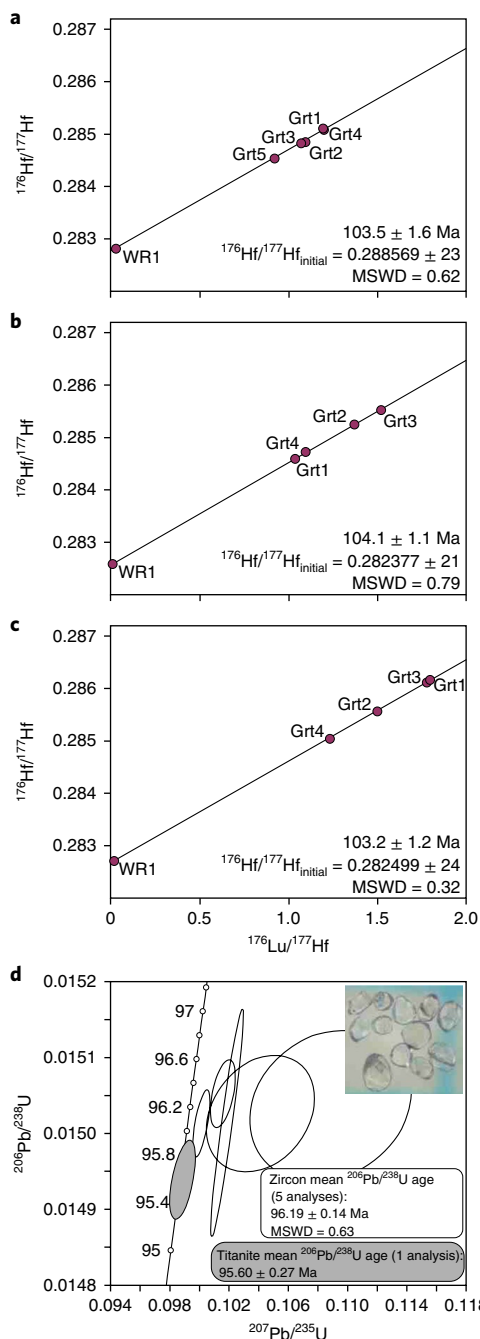 a
0.287
0.286
0.285
0.284
0.283
176Hf/177Hf
Grt1
Grt3
Grt4
Grt5
Grt2
WR1
103.5 ± 1.6 Ma
176Hf/177Hfinitial = 0.288569 ± 23
MSWD = 0.62
b
0.287
0.286
0.285
0.284
0.283
176Hf/177Hf
Grt2
Grt3
Grt4
Grt1
WR1
104.1 ± 1.1 Ma
176Hf/177Hfinitial = 0.282377 ± 21
MSWD = 0.79
c
0.287
0.286
0.285
0.284
0.283
176Hf/177Hf
Grt3
Grt1
Grt2
Grt4
WR1
103.2 ± 1.2 Ma
176Hf/177Hfinitial = 0.282499 ± 24
MSWD = 0.32
0 0.5 1.0 1.5 2.0
176Lu/177Hf
d
0.0152
0.0151
0.0150
0.0149
0.0148
206Pb/238U
97
96.6
96.2
95.8
95.4
95
Zircon mean 206Pb/238U age
(5 analyses):
96.19 ± 0.14 Ma
MSWD = 0.63
Titanite mean 206Pb/238U age (1 analysis):
95.60 ± 0.27 Ma
0.094 0.098 0.102 0.106 0.110 0.114 0.118
207Pb/235U